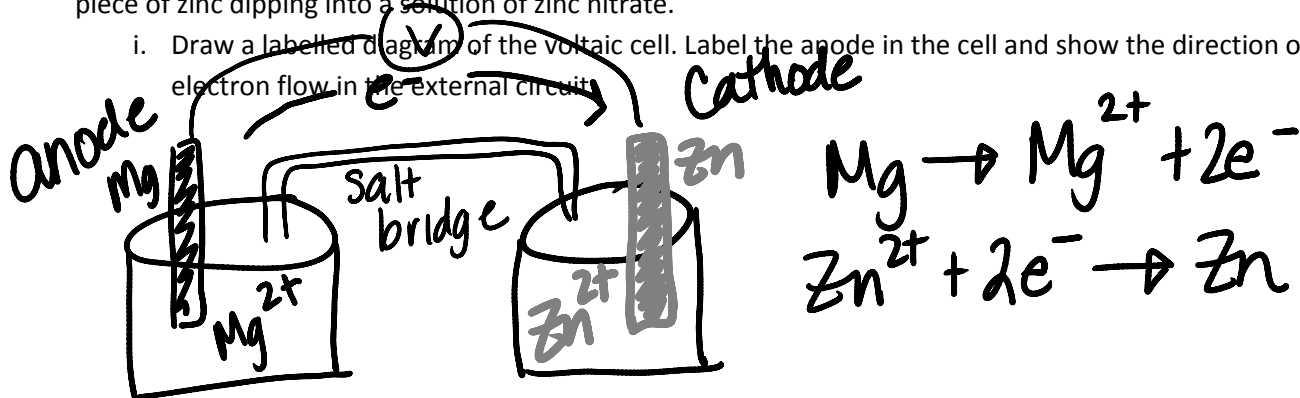 piece of zinc dipping into a solution of zinc nitrate.
i. Draw a labelled diagram of the voltaic cell. Label the anode in the cell and show the direction o
electron flow in the external circuit
V
e⁻
Cathode
anode
Mg
Zn
salt
bridge
Mg²⁺
Zn²⁺
Mg → Mg²⁺ + 2e⁻
Zn²⁺ + 2e⁻ → Zn